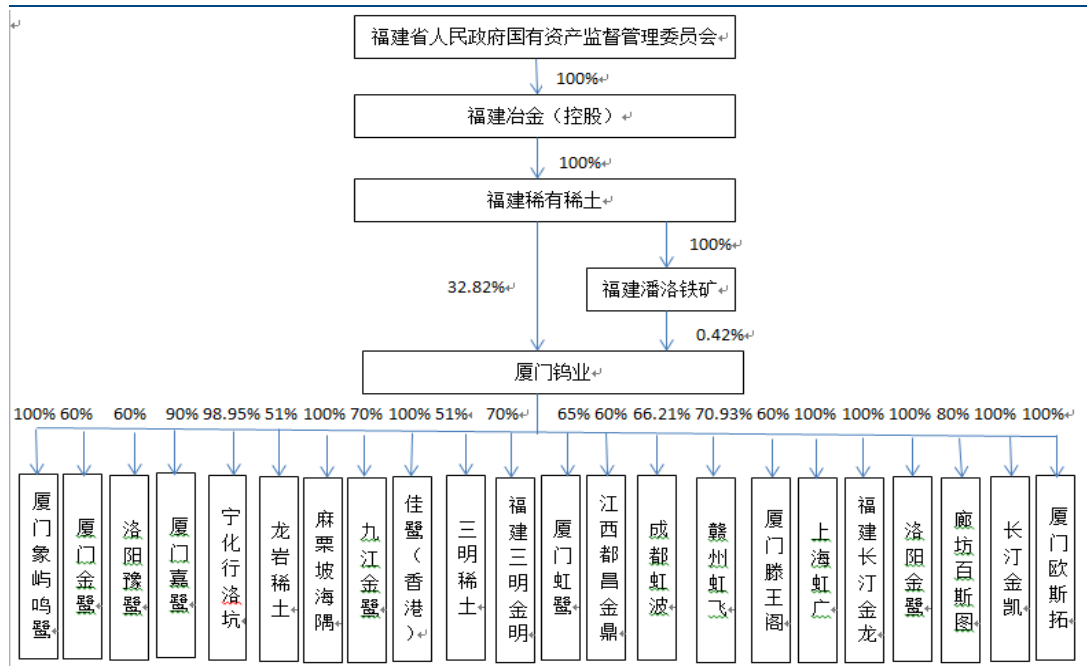 福建省人民政府国有资产监督管理委员会
100%
福建冶金（控股）
100%
福建稀有稀土
100%
32.82%
福建潘洛铁矿
0.42%
厦门钨业
100% 60% 60% 90% 98.95% 51% 100% 70% 100% 51% 70% 65% 60% 66.21% 70.93% 60% 100% 100% 100% 80% 100% 100%
厦门象屿鸣鹭
厦门金鹭
洛阳豫鹭
厦门嘉鹭
宁化行洛坑
龙岩稀土
麻栗坡海隅
九江金鹭
佳鹭（香港）
三明稀土
福建三明金明
厦门虹鹭
江西都昌金鼎
成都虹波
赣州虹飞
厦门滕王阁
上海虹广
福建长汀金龙
洛阳金鹭
廊坊百斯图
长汀金凯
厦门欧斯拓